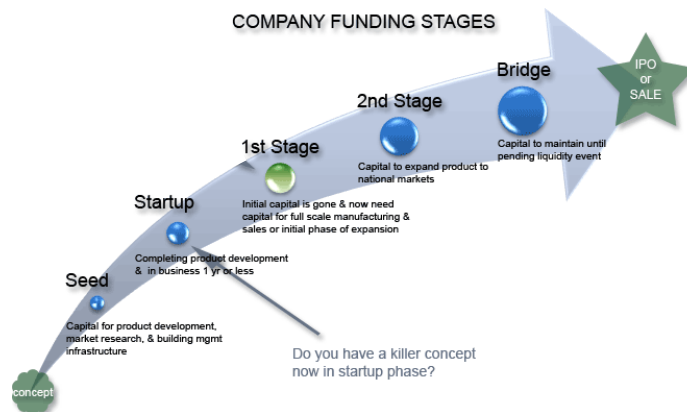 COMPANY FUNDING STAGES
IPO
or
SALE
Bridge
Capital to maintain until
pending liquidity event
2nd Stage
Capital to expand product to
national markets
1st Stage
Initial capital is gone & now need
capital for full scale manufacturing &
sales or initial phase of expansion
Startup
Completing product development
& in business 1 yr or less
Seed
Capital for product development,
market research, & building mgmt
infrastructure
Do you have a killer concept
now in startup phase?
concept